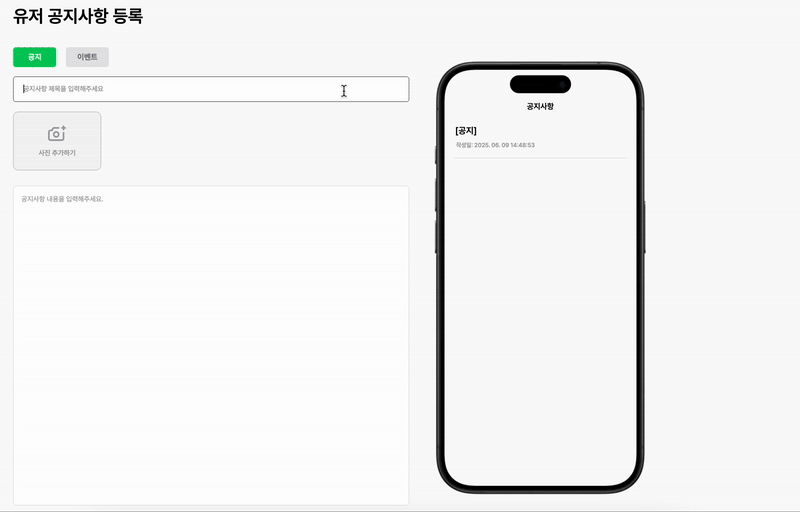 유저 공지사항 등록
공지
이벤트
공지사항 제목을 입력해주세요
사진 추가하기
공지사항 내용을 입력해주세요.
공지사항
[공지]
작성일: 2025. 06. 09 14:48:53